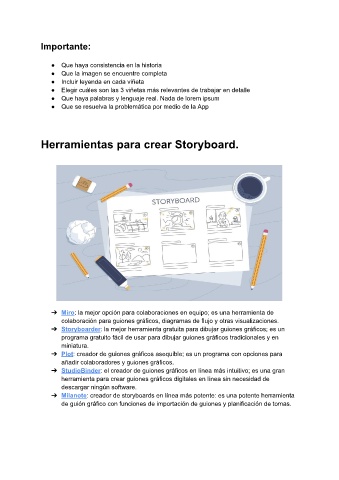 Importante:
● Que haya consistencia en la historia
● Que la imagen se encuentre completa
● Incluir leyenda en cada viñeta
● Elegir cuáles son las 3 viñetas más relevantes de trabajar en detalle
● Que haya palabras y lenguaje real. Nada de lorem ipsum
● Que se resuelva la problemática por medio de la App
Herramientas para crear Storyboard.
STORYBOARD
➔ Miro: la mejor opción para colaboraciones en equipo; es una herramienta de
colaboración para guiones gráficos, diagramas de flujo y otras visualizaciones.
➔ Storyboarder: la mejor herramienta gratuita para dibujar guiones gráficos; es un
programa gratuito fácil de usar para dibujar guiones gráficos tradicionales y en
miniatura.
➔ Plot: creador de guiones gráficos asequible; es un programa con opciones para
añadir colaboradores y guiones gráficos.
➔ StudioBinder: el creador de guiones gráficos en línea más intuitivo; es una gran
herramienta para crear guiones gráficos digitales en línea sin necesidad de
descargar ningún software.
➔ Milanote: creador de storyboards en línea más potente: es una potente herramienta
de guión gráfico con funciones de importación de guiones y planificación de tomas.